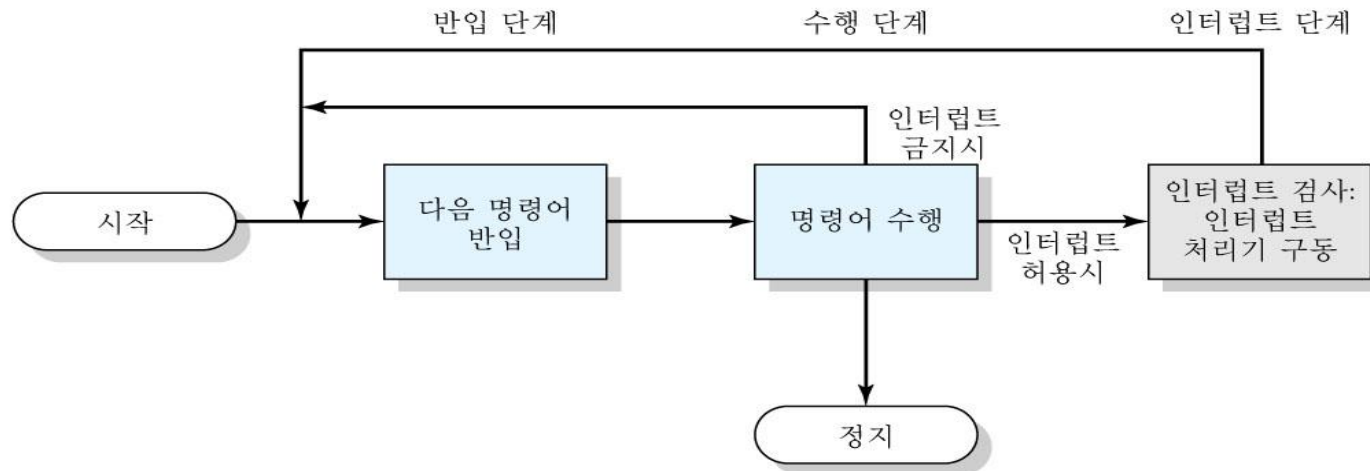 반입 단계
수행 단계
인터럽트 단계
인터럽트
금지시
시작
다음 명령어
반입
명령어 수행
인터럽트
허용시
인터럽트 검사:
인터럽트
처리기 구동
정지